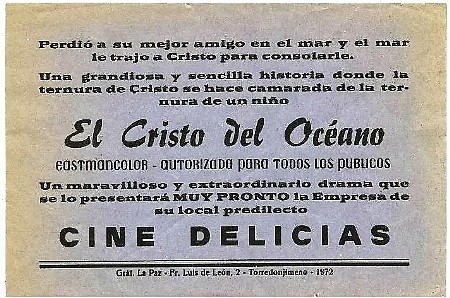 Perdió a su mejor amigo en el mar y el mar
le trajo a Cristo para consolarle.
Una grandiosa y sencilla historia donde la
ternura de Cristo se hace camarada de la ter-
nura de un niño
El Cristo del Océano
EASTMANCOLOR - AUTORIZADA PARA TODOS LOS PUBLICOS
Un maravilloso y extraordinario drama que
se lo presentará MUY PRONTO la Empresa de
su local predilecto
CINE DELICIAS
Gráf. La Paz - Fr. Luis de León, 2 - Torredonjimeno - 1972